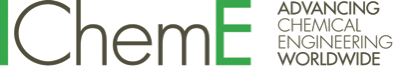 IChemE
ADVANCING
CHEMICAL
ENGINEERING
WORLDWIDE